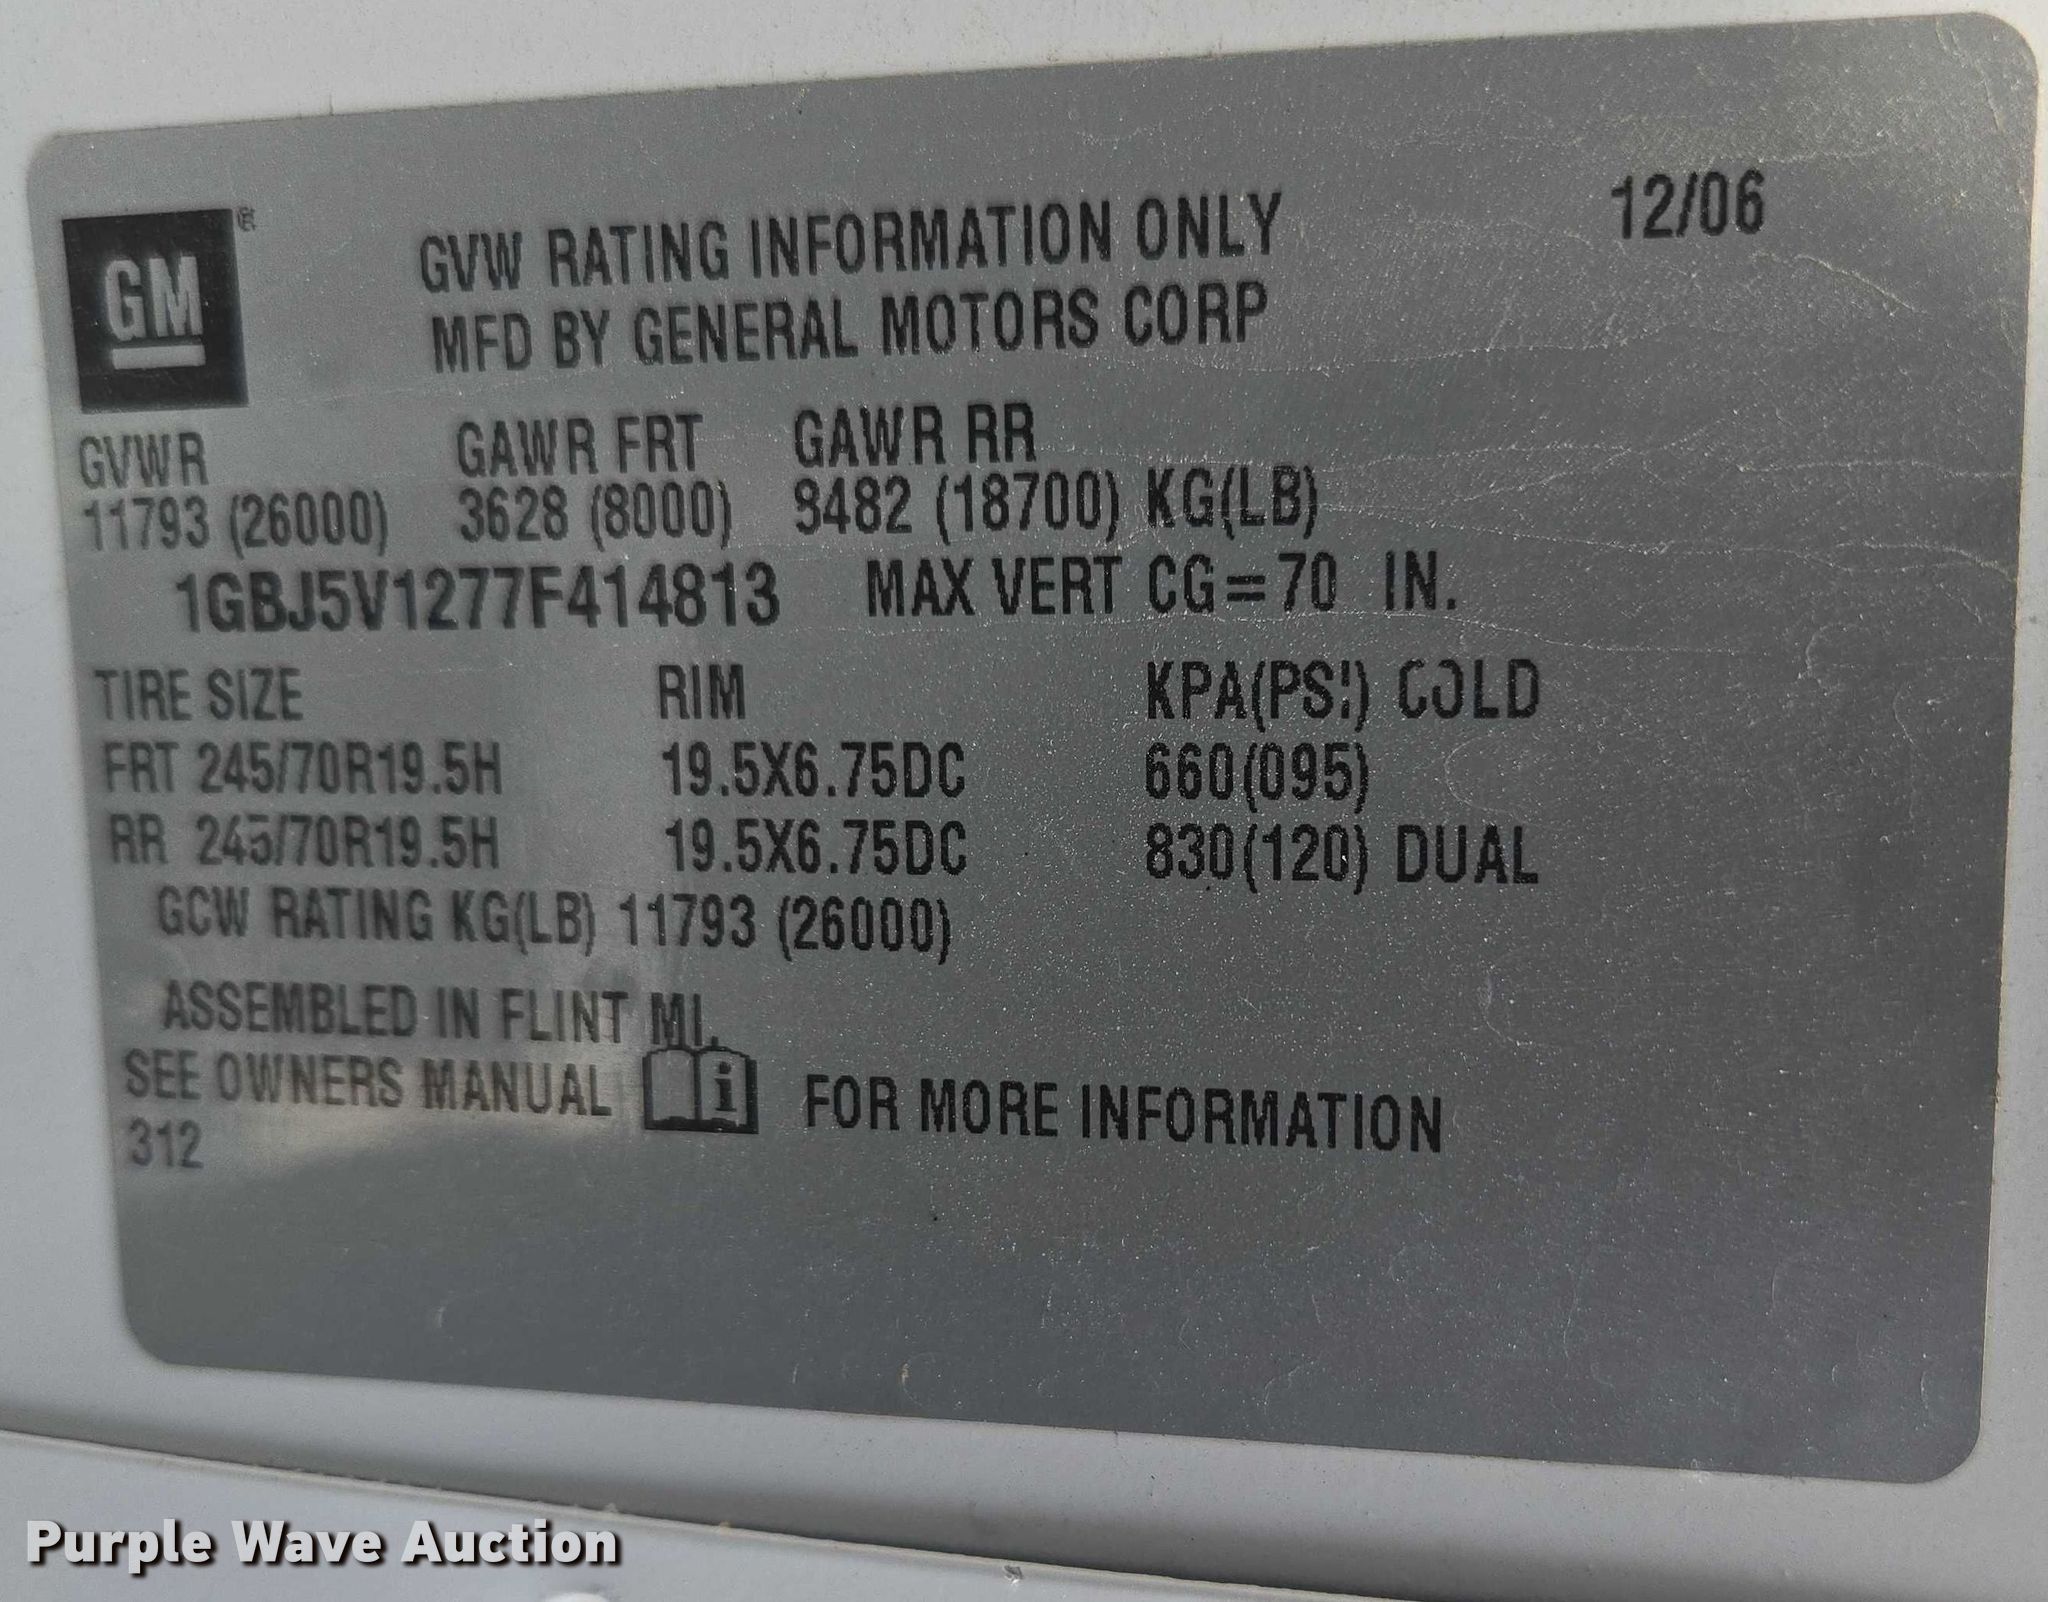 GM®
GVW RATING INFORMATION ONLY 12/06
MFD BY GENERAL MOTORS CORP
GVWR GAWR FRT GAWR RR
11793 (26000) 3628 (8000) 8482 (18700) KG(LB)
1GBJ5V1277F414813 MAX VERT CG=70 IN.
TIRE SIZE RIM KPA(PSI) COLD
FRT 245/70R19.5H 19.5X6.75DC 660(095)
RR 245/70R19.5H 19.5X6.75DC 830(120) DUAL
GCW RATING KG(LB) 11793 (26000)
ASSEMBLED IN FLINT MI.
SEE OWNERS MANUAL i FOR MORE INFORMATION
312
Purple Wave Auction